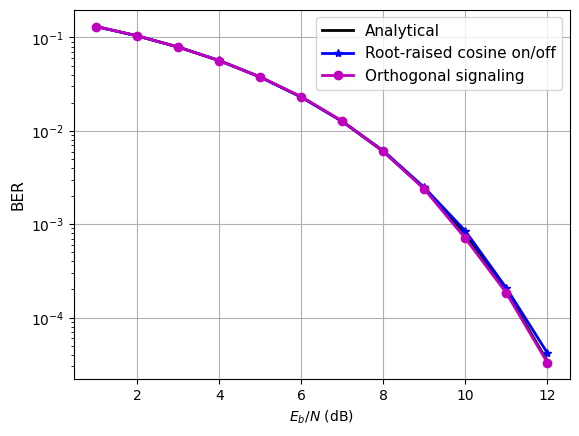 Analytical
Root-raised cosine on/off
Orthogonal signaling
10⁻¹
10⁻²
10⁻³
10⁻⁴
BER
2 4 6 8 10 12
E_b/N (dB)